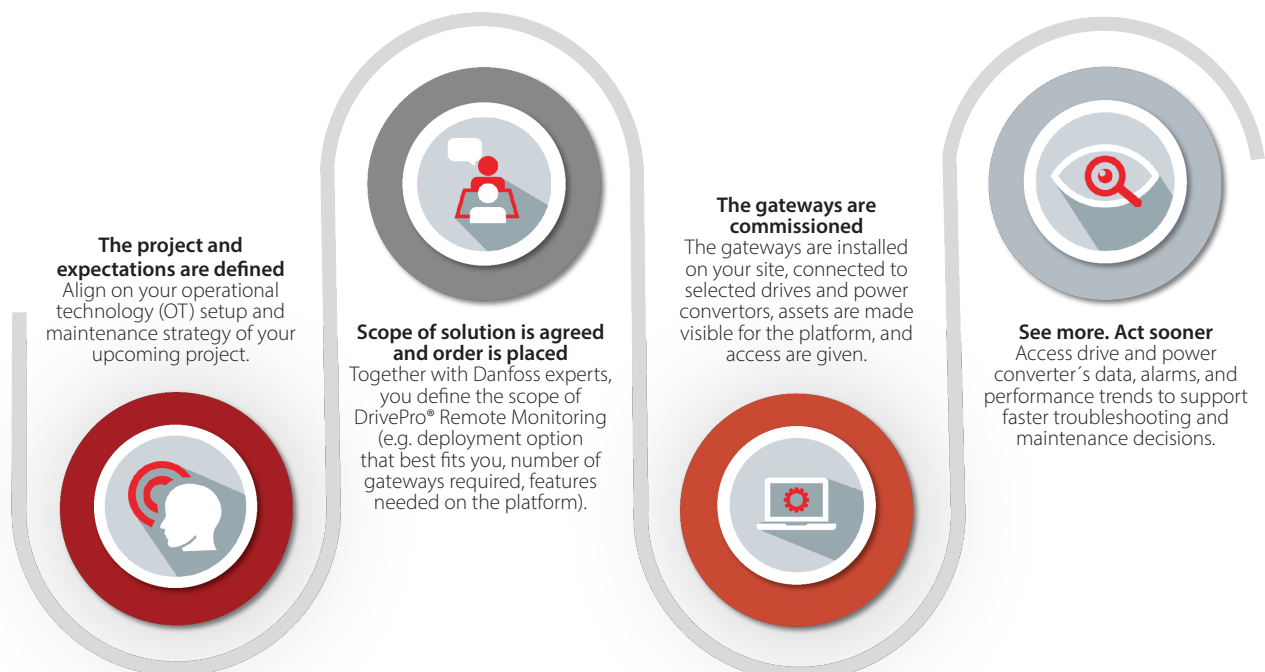 The project and
expectations are defined
Align on your operational
technology (OT) setup and
maintenance strategy of your
upcoming project.
Scope of solution is agreed
and order is placed
Together with Danfoss experts,
you define the scope of
DrivePro® Remote Monitoring
(e.g. deployment option
that best fits you, number of
gateways required, features
needed on the platform).
The gateways are
commissioned
The gateways are installed
on your site, connected to
selected drives and power
convertors, assets are made
visible for the platform, and
access are given.
See more. Act sooner
Access drive and power
converter´s data, alarms, and
performance trends to support
faster troubleshooting and
maintenance decisions.